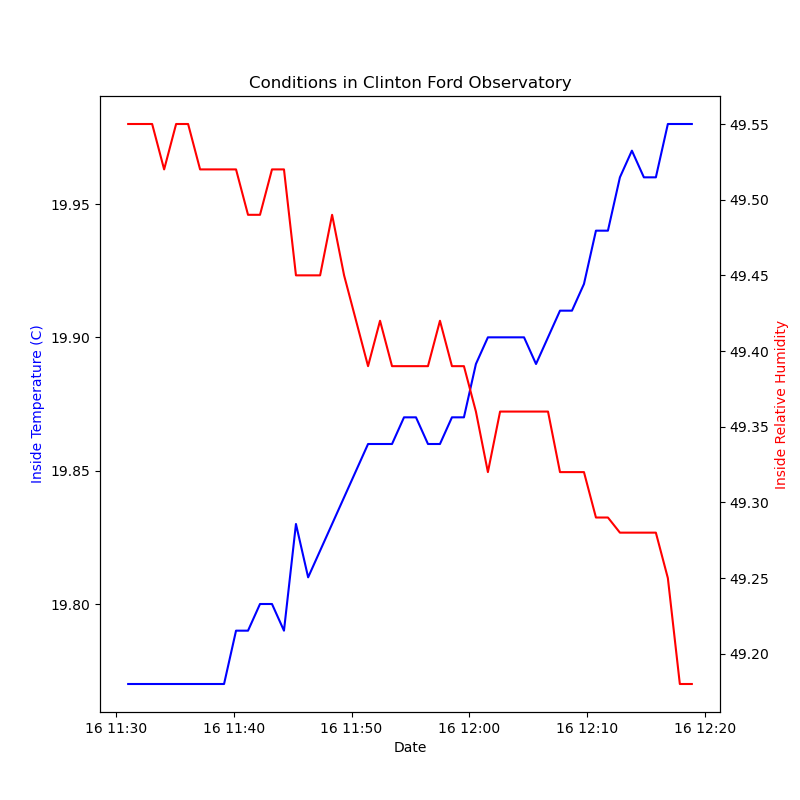 Conditions in Clinton Ford Observatory
19.95
19.90
19.85
19.80
Inside Temperature (C)
49.55
49.50
49.45
49.40
49.35
49.30
49.25
49.20
Inside Relative Humidity
16 11:30 16 11:40 16 11:50 16 12:00 16 12:10 16 12:20
Date